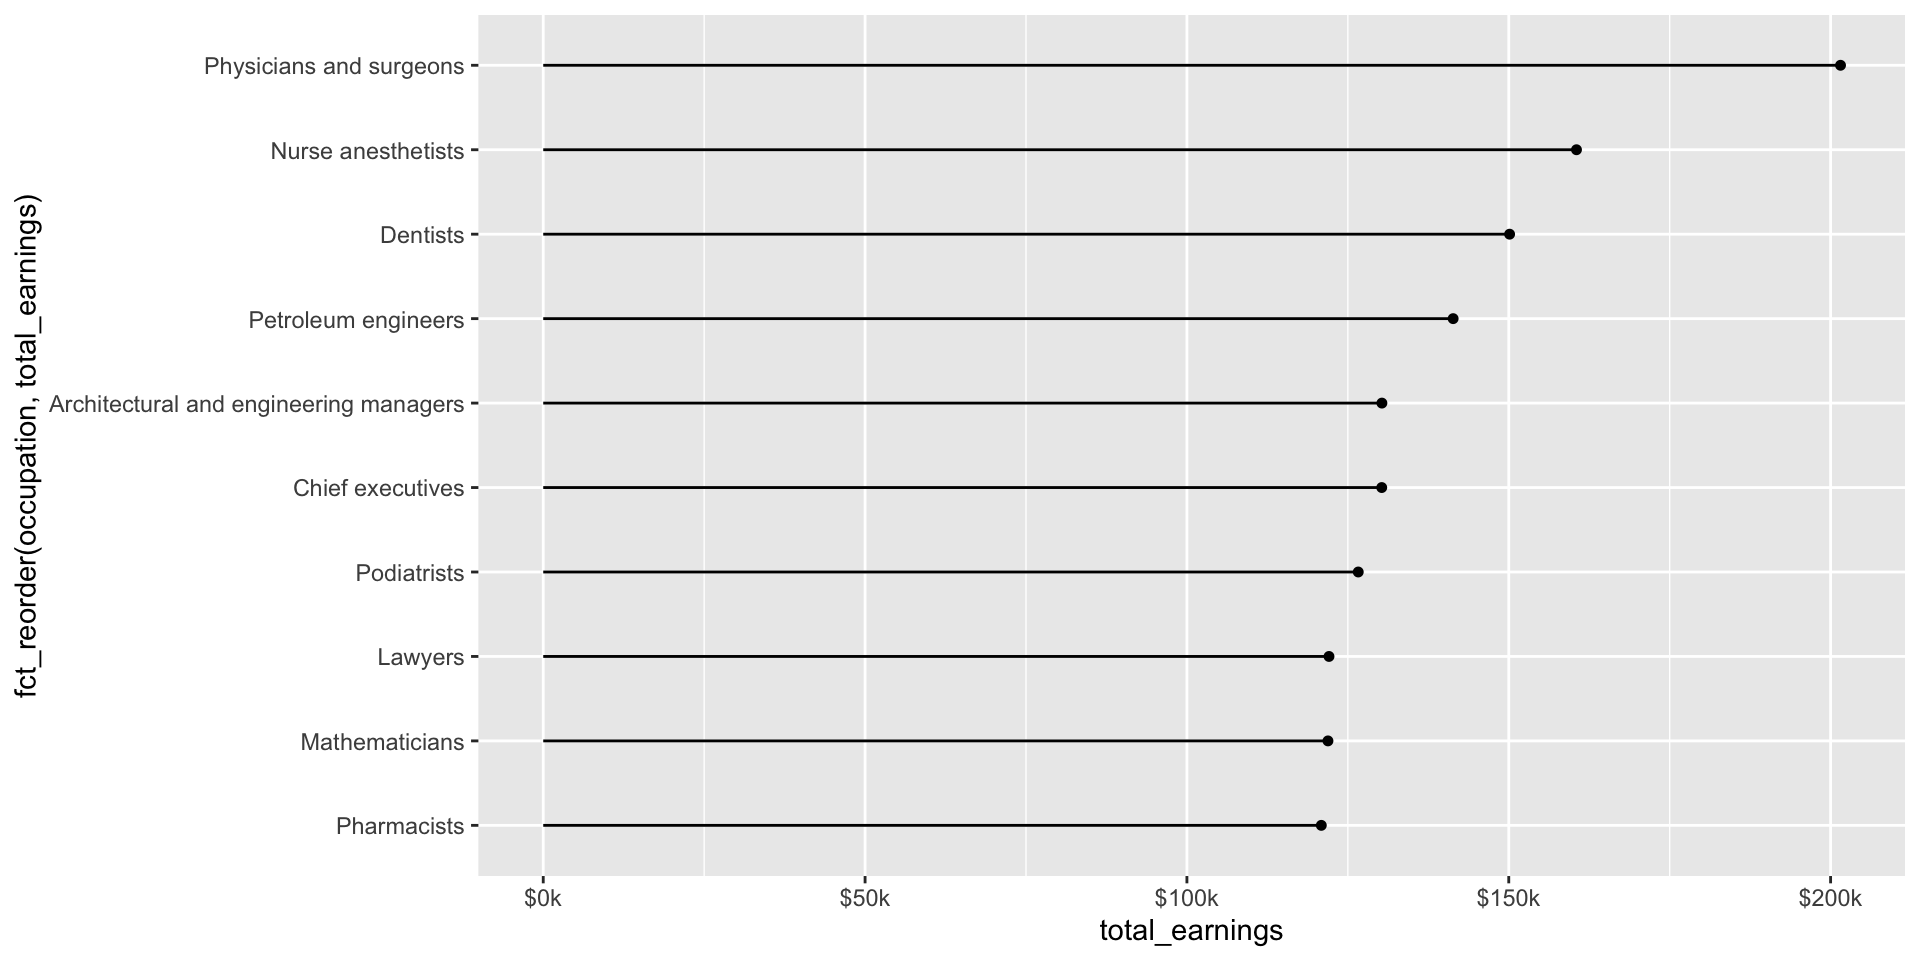 fct_reorder(occupation, total_earnings)
Physicians and surgeons
Nurse anesthetists
Dentists
Petroleum engineers
Architectural and engineering managers
Chief executives
Podiatrists
Lawyers
Mathematicians
Pharmacists
$0k $50k $100k $150k $200k
total_earnings